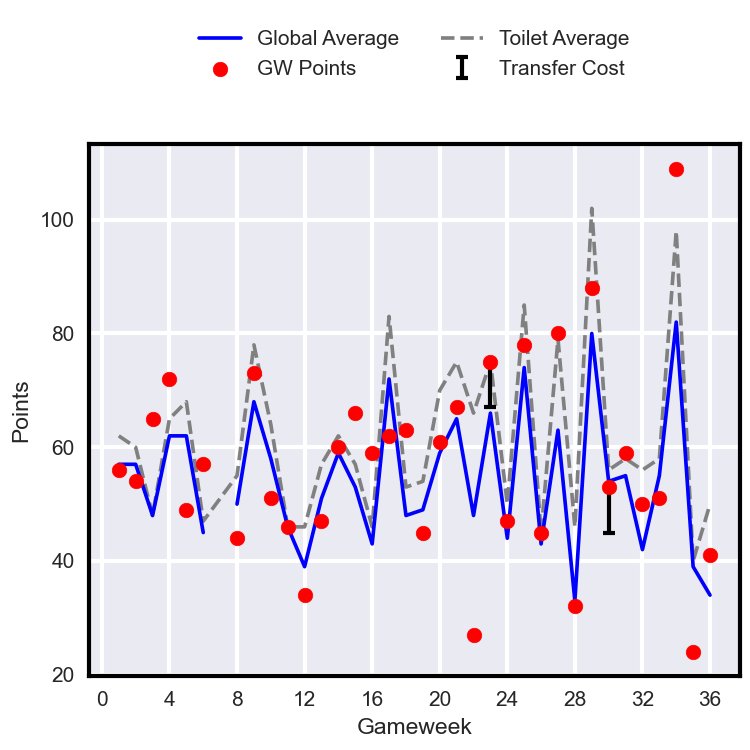 Global Average
Toilet Average
GW Points
Transfer Cost
100
80
60
40
20
Points
0 4 8 12 16 20 24 28 32 36
Gameweek